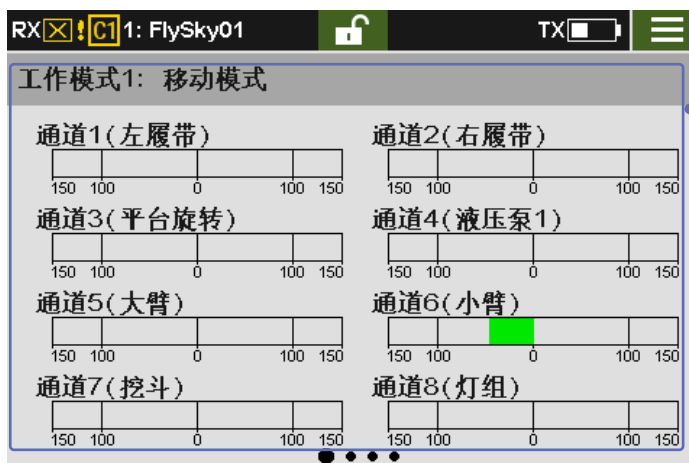 RX!C1 1: FlySky01 TX
工作模式1: 移动模式
通道1(左履带) 通道2(右履带)
150 100 0 100 150 150 100 0 100 150
通道3(平台旋转) 通道4(液压泵1)
150 100 0 100 150 150 100 0 100 150
通道5(大臂) 通道6(小臂)
150 100 0 100 150 150 100 0 100 150
通道7(挖斗) 通道8(灯组)
150 100 0 100 150 150 100 0 100 150